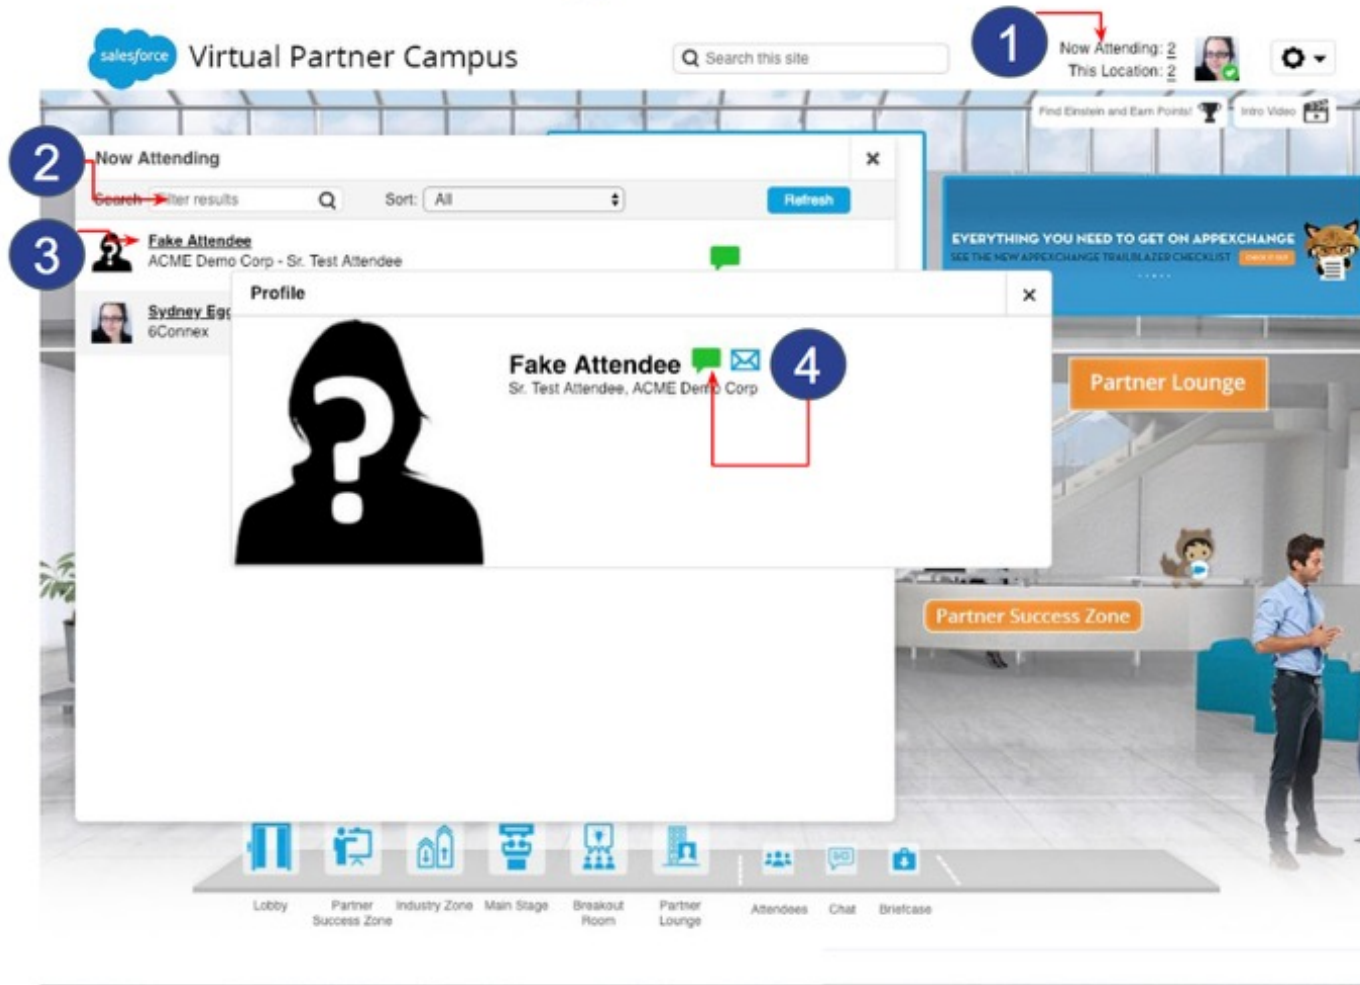 1
salesforce Virtual Partner Campus
Search this site
Now Attending: 2
This Location: 2
Find Einstein and Earn Points!
Intro Video
2
Now Attending
×
Search
Filter results
Sort: All
Refresh
3
Fake Attendee
ACME Demo Corp - Sr. Test Attendee
EVERYTHING YOU NEED TO GET ON APPEXCHANGE
SEE THE NEW APPEXCHANGE TRAILBLAZER CHECKLIST
CHECK IT OUT
Sydney Egg
6Connex
Profile
×
?
Fake Attendee
4
Sr. Test Attendee, ACME Demo Corp
Partner Lounge
Partner Success Zone
Lobby
Partner
Success Zone
Industry Zone
Main Stage
Breakout
Room
Partner
Lounge
Attendees
Chat
Briefcase